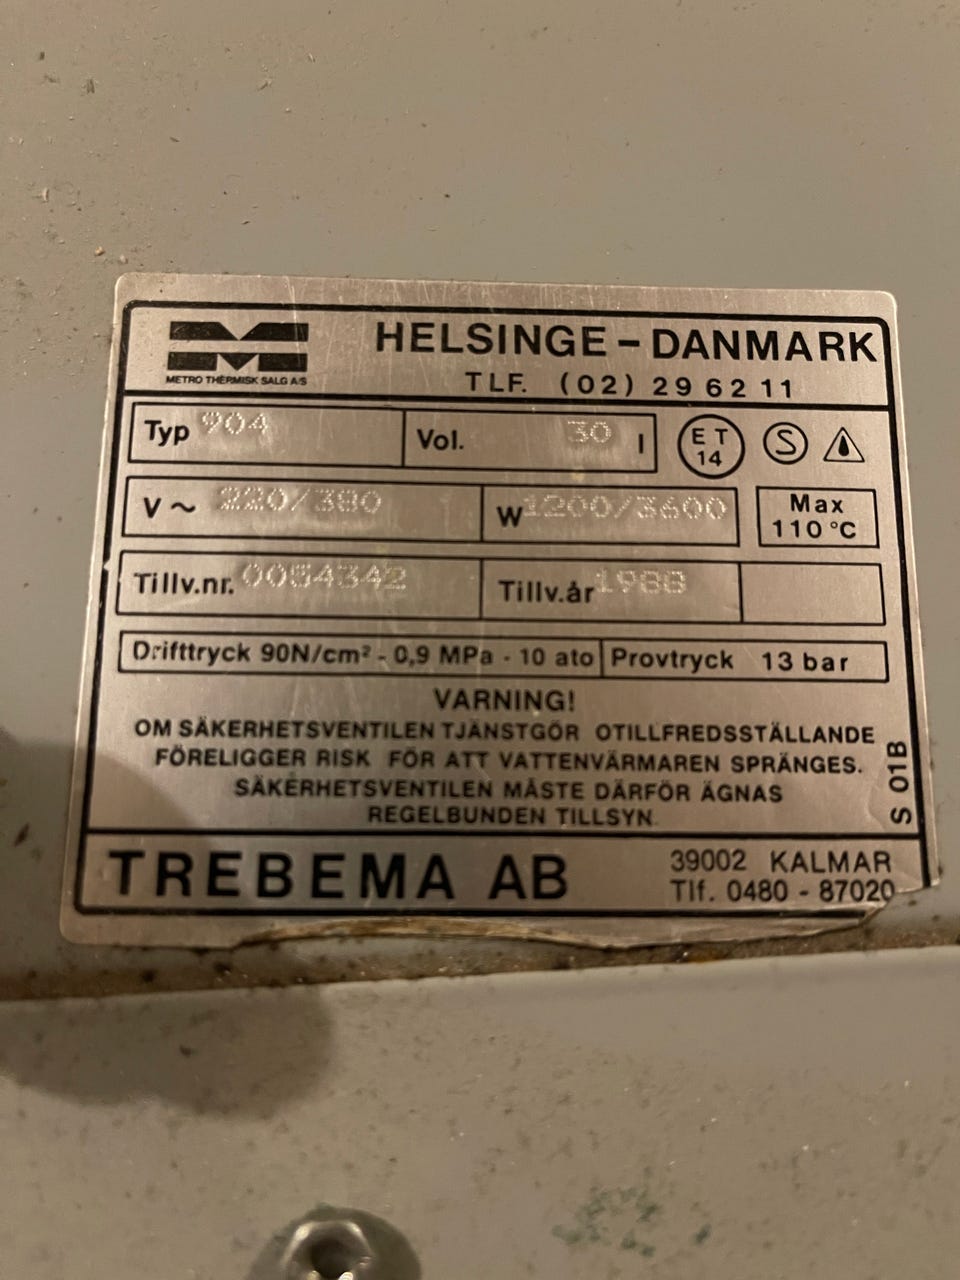 HELSINGE - DANMARK
METRO THERMISK SALG A/S
TLF. (02) 29 62 11
Typ 904 Vol. 30 l ET 14 S
V ~ 220/380 W 1200/3600 Max 110 °C
Tillv.nr. 0054342 Tillv.år 1988
Drifttryck 90N/cm² - 0,9 MPa - 10 ato Provtryck 13 bar
VARNING!
OM SÄKERHETSVENTILEN TJÄNSTGÖR OTILLFREDSSTÄLLANDE
FÖRELIGGER RISK FÖR ATT VATTENVÄRMAREN SPRÄNGES.
SÄKERHETSVENTILEN MÅSTE DÄRFÖR ÄGNAS
REGELBUNDEN TILLSYN
S 01B
TREBEMA AB 39002 KALMAR
Tlf. 0480 - 87020